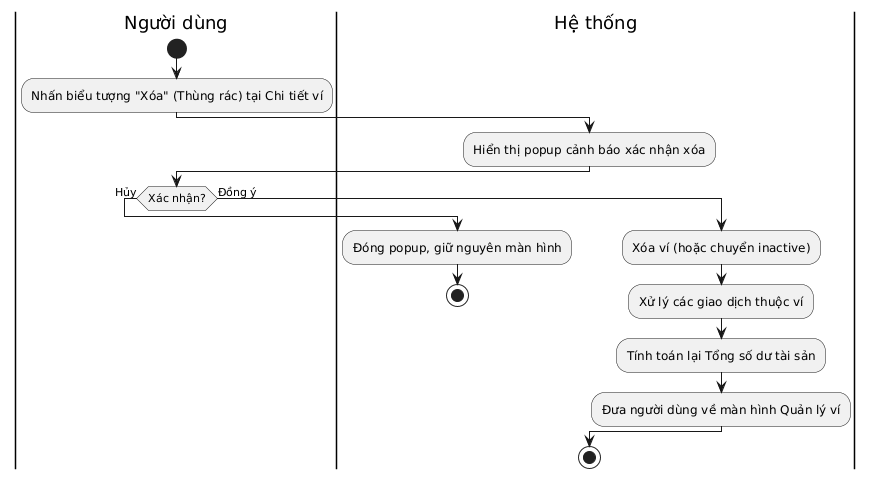 Người dùng
Hệ thống
Nhấn biểu tượng "Xóa" (Thùng rác) tại Chi tiết ví
Hiển thị popup cảnh báo xác nhận xóa
Hủy
Xác nhận?
Đồng ý
Đóng popup, giữ nguyên màn hình
Xóa ví (hoặc chuyển inactive)
Xử lý các giao dịch thuộc ví
Tính toán lại Tổng số dư tài sản
Đưa người dùng về màn hình Quản lý ví